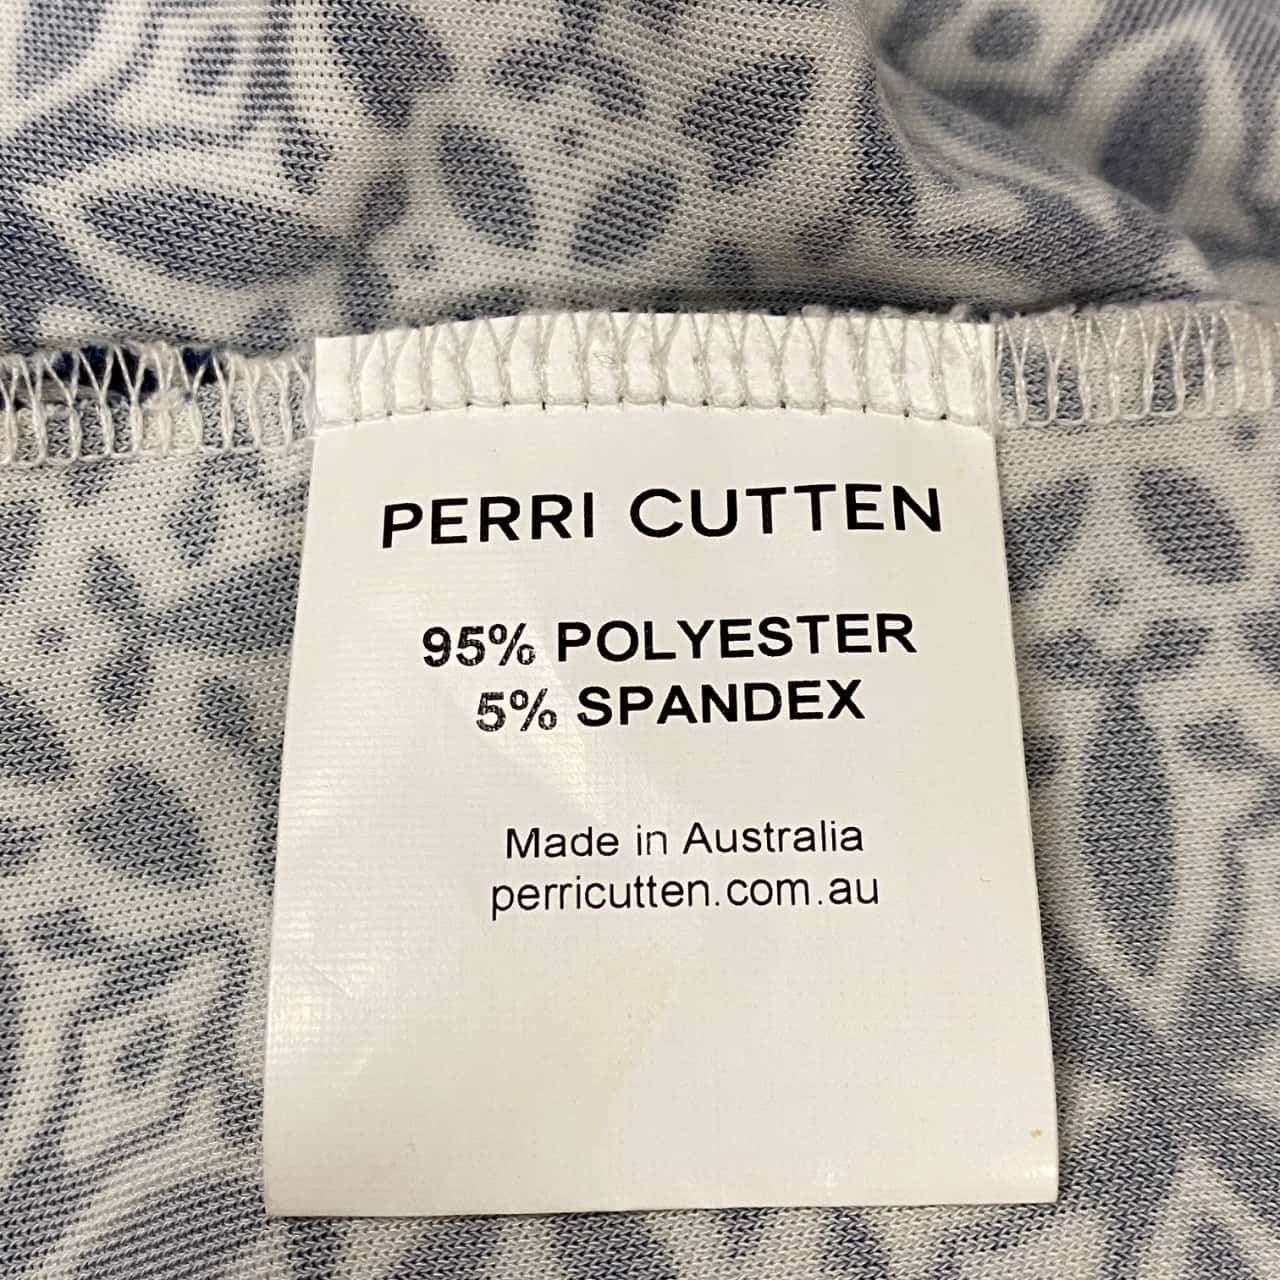 PERRI CUTTEN
95% POLYESTER
5% SPANDEX
Made in Australia
perricutten.com.au